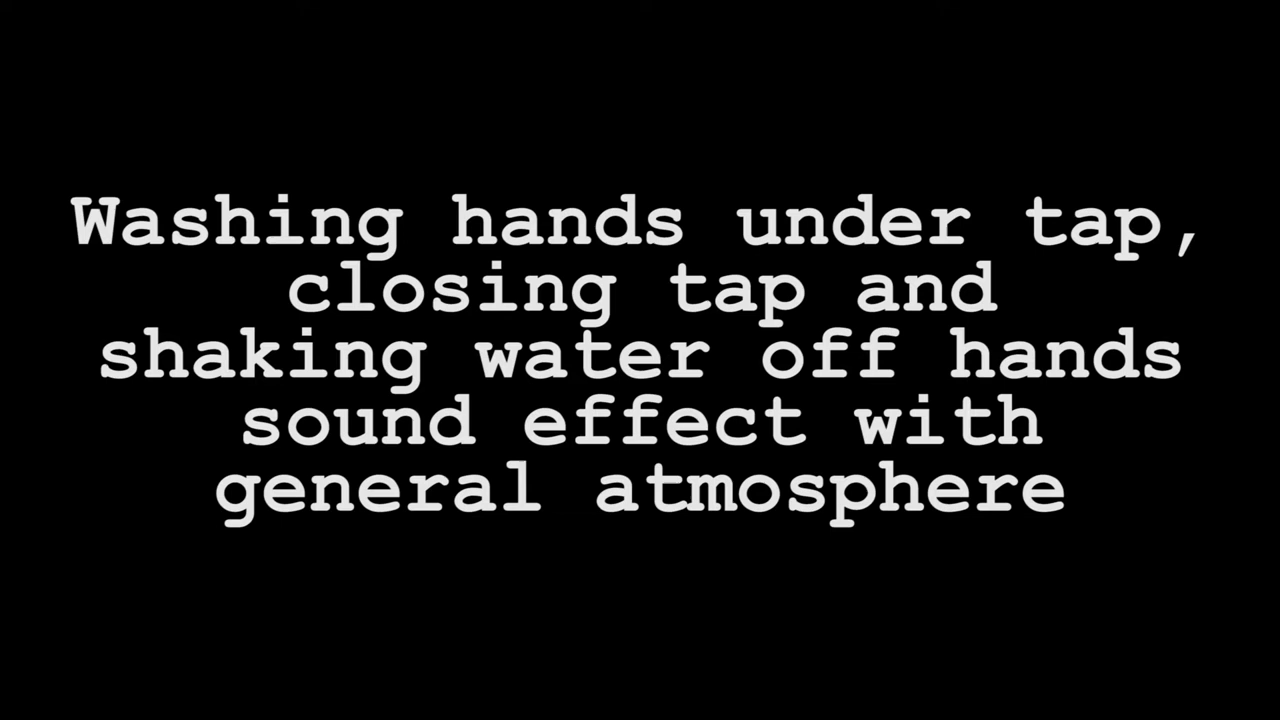 Washing hands under tap,
closing tap and
shaking water off hands
sound effect with
general atmosphere